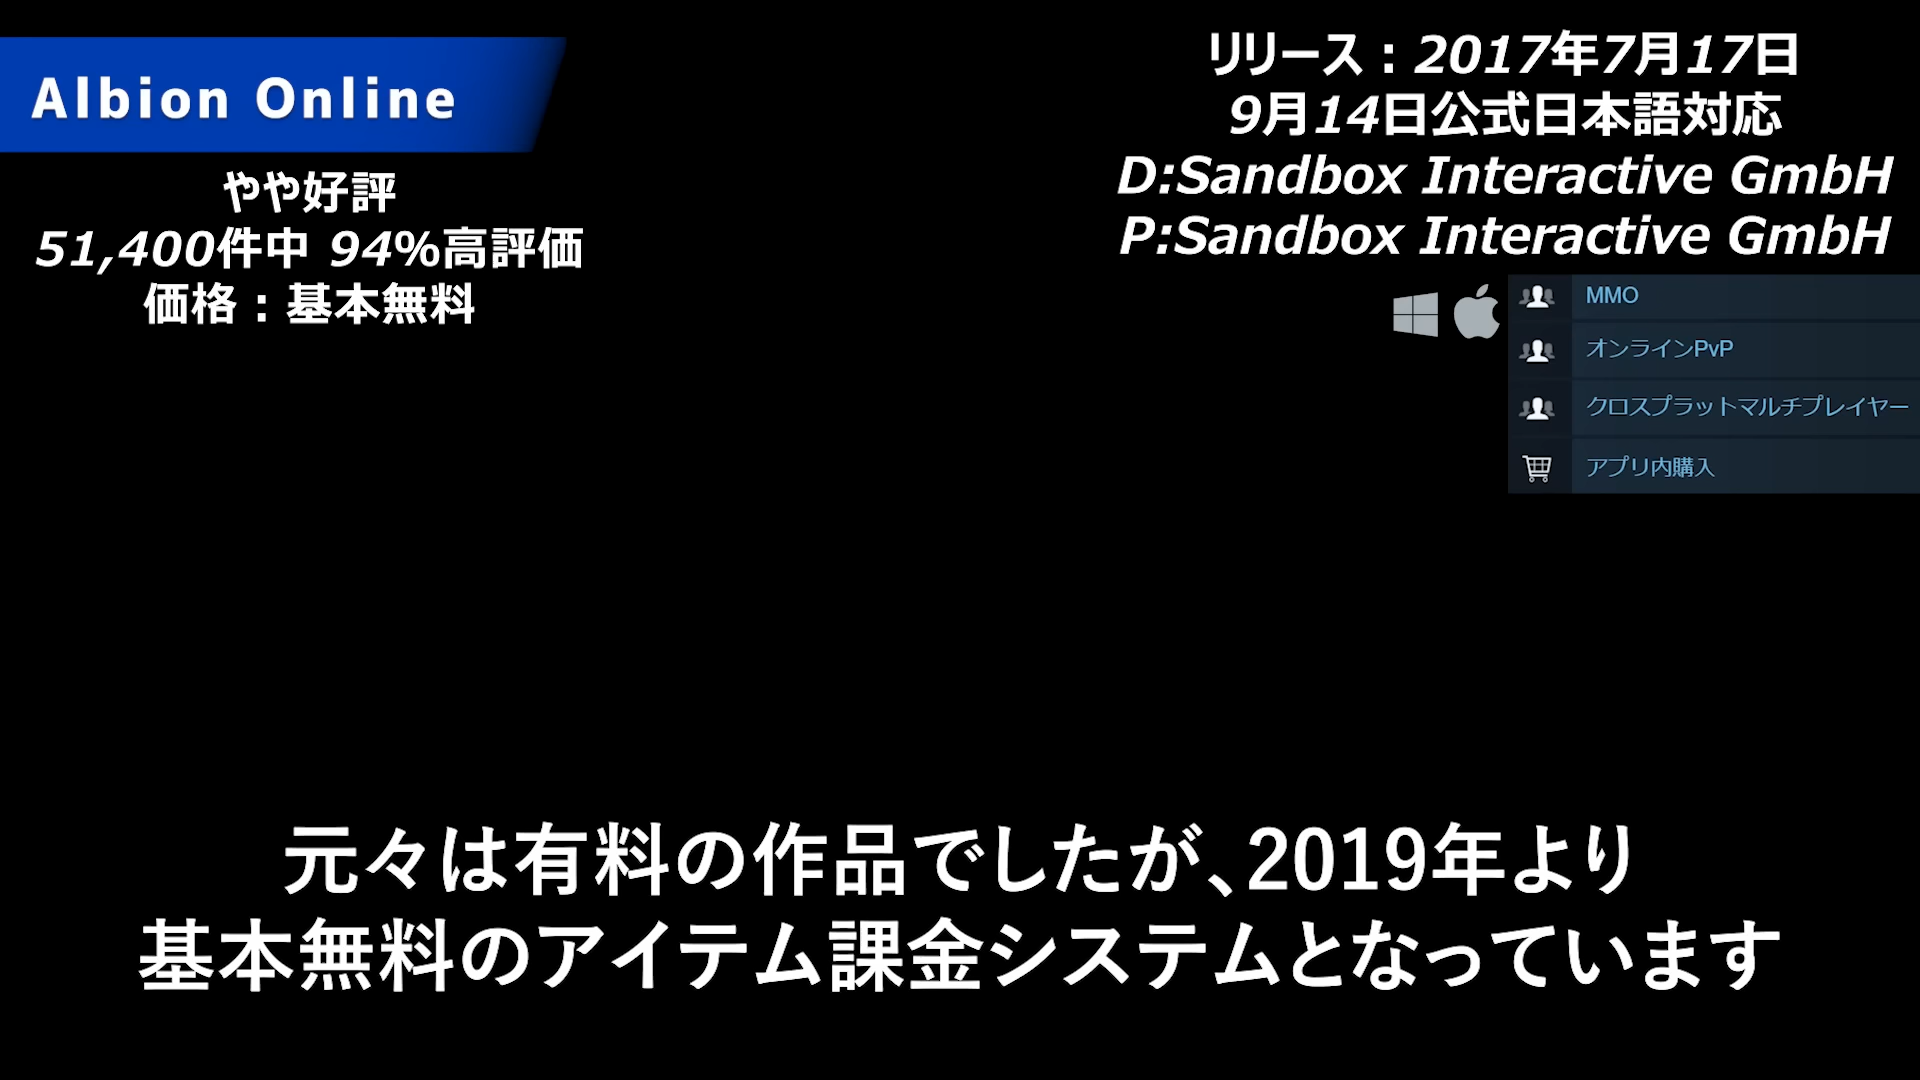 Albion Online
やや好評
51,400件中 94%高評価
価格：基本無料
リリース：2017年7月17日
9月14日公式日本語対応
D:Sandbox Interactive GmbH
P:Sandbox Interactive GmbH
MMO
オンラインPvP
クロスプラットマルチプレイヤー
アプリ内購入
元々は有料の作品でしたが、2019年より
基本無料のアイテム課金システムとなっています